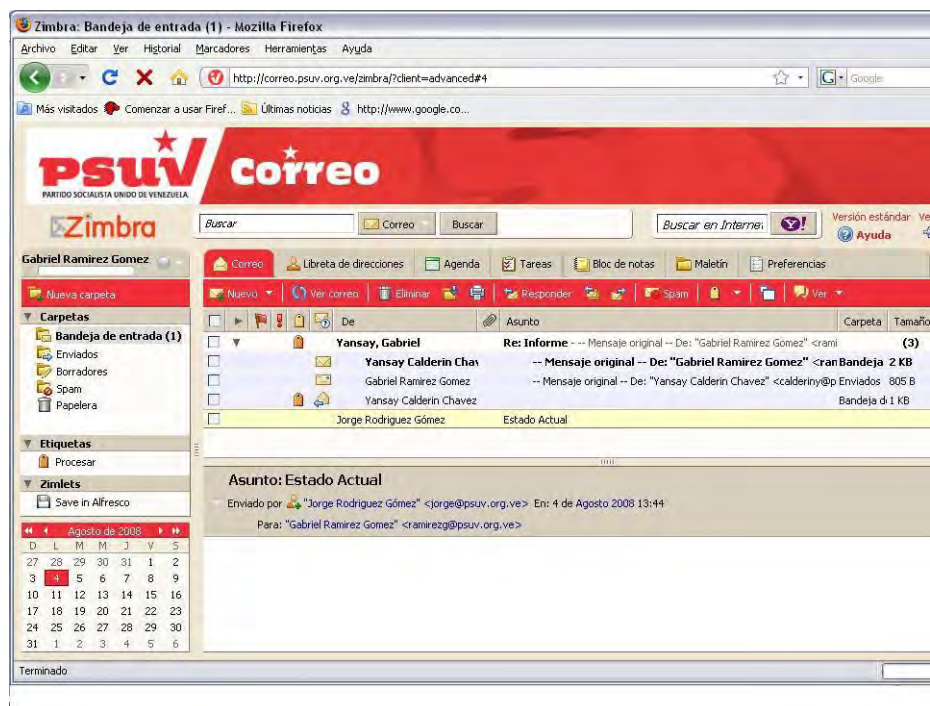 Zimbra: Bandeja de entrada (1) - Mozilla Firefox
Archivo Editar Ver Historial Marcadores Herramientas Ayuda
http://correo.psuv.org.ve/zimbra/?client=advanced#4
G Google
Más visitados Comenzar a usar Firef... Últimas noticias http://www.google.co...
PSUV Correo
PARTIDO SOCIALISTA UNIDO DE VENEZUELA
Zimbra
Buscar Correo Buscar Buscar en Internet Y! Versión estándar
Ayuda
Gabriel Ramirez Gomez
Correo Libreta de direcciones Agenda Tareas Bloc de notas Maletín Preferencias
Nueva carpeta
Nuevo Ver correo Eliminar Responder Spam Ver
Carpetas
De Asunto Carpeta Tamaño
Bandeja de entrada (1)
Yansay, Gabriel Re: Informe - -- Mensaje original -- De: "Gabriel Ramirez Gomez" <rami (3)
Enviados
Yansay Calderin Chav -- Mensaje original -- De: "Gabriel Ramirez Gomez" <ran Bandeja 2 KB
Borradores
Gabriel Ramirez Gomez -- Mensaje original -- De: "Yansay Calderin Chavez" <calderiny@p Enviados 805 B
Spam
Yansay Calderin Chavez Bandeja d 1 KB
Papelera
Jorge Rodriguez Gómez Estado Actual
Etiquetas
Procesar
Zimlets
Save in Alfresco
Asunto: Estado Actual
Enviado por "Jorge Rodriguez Gómez" <jorge@psuv.org.ve> En: 4 de Agosto 2008 13:44
Para: "Gabriel Ramirez Gomez" <ramirezg@psuv.org.ve>
Agosto de 2008
D L M M J V S
27 28 29 30 31 1 2
3 4 5 6 7 8 9
10 11 12 13 14 15 16
17 18 19 20 21 22 23
24 25 26 27 28 29 30
31 1 2 3 4 5 6
Terminado